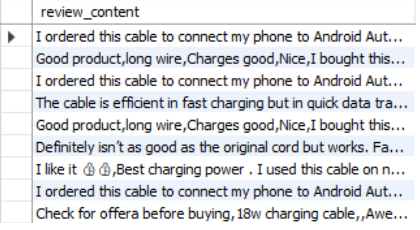 review_content
I ordered this cable to connect my phone to Android Aut...
Good product,long wire,Charges good,Nice,I bought this...
I ordered this cable to connect my phone to Android Aut...
The cable is efficient in fast charging but in quick data tra...
Good product,long wire,Charges good,Nice,I bought this...
Definitely isn't as good as the original cord but works. Fa...
I like it 👍👍,Best charging power . I used this cable on n...
I ordered this cable to connect my phone to Android Aut...
Check for offera before buying,18w charging cable,,Awe...